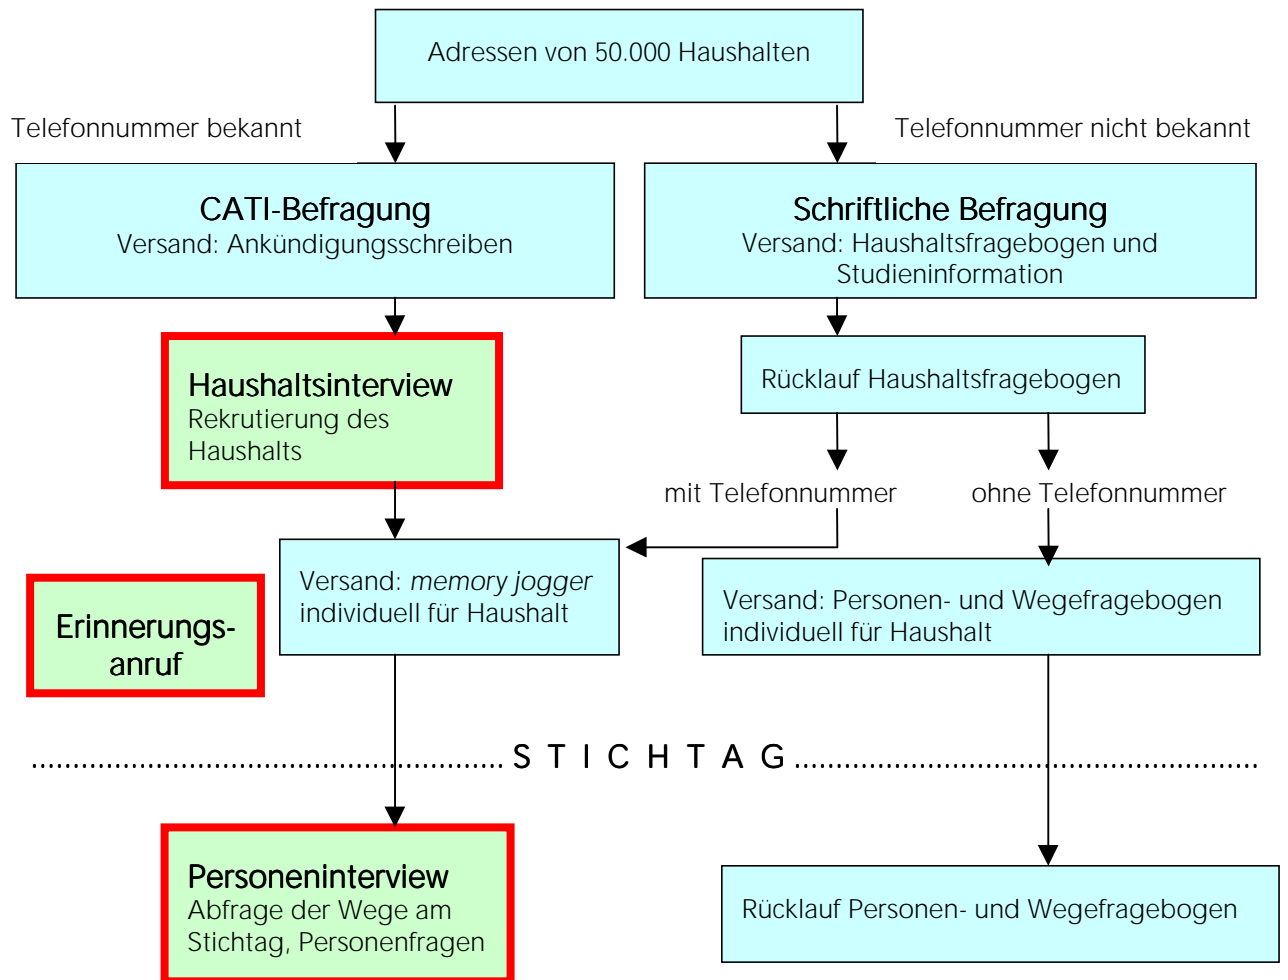 Adressen von 50.000 Haushalten
Telefonnummer bekannt
Telefonnummer nicht bekannt
CATI-Befragung
Versand: Ankündigungsschreiben
Schriftliche Befragung
Versand: Haushaltsfragebogen und
Studieninformation
Haushaltsinterview
Rekrutierung des
Haushalts
Rücklauf Haushaltsfragebogen
mit Telefonnummer
ohne Telefonnummer
Erinnerungs-
anruf
Versand: memory jogger
individuell für Haushalt
Versand: Personen- und Wegefragebogen
individuell für Haushalt
S T I C H T A G
Personeninterview
Abfrage der Wege am
Stichtag, Personenfragen
Rücklauf Personen- und Wegefragebogen